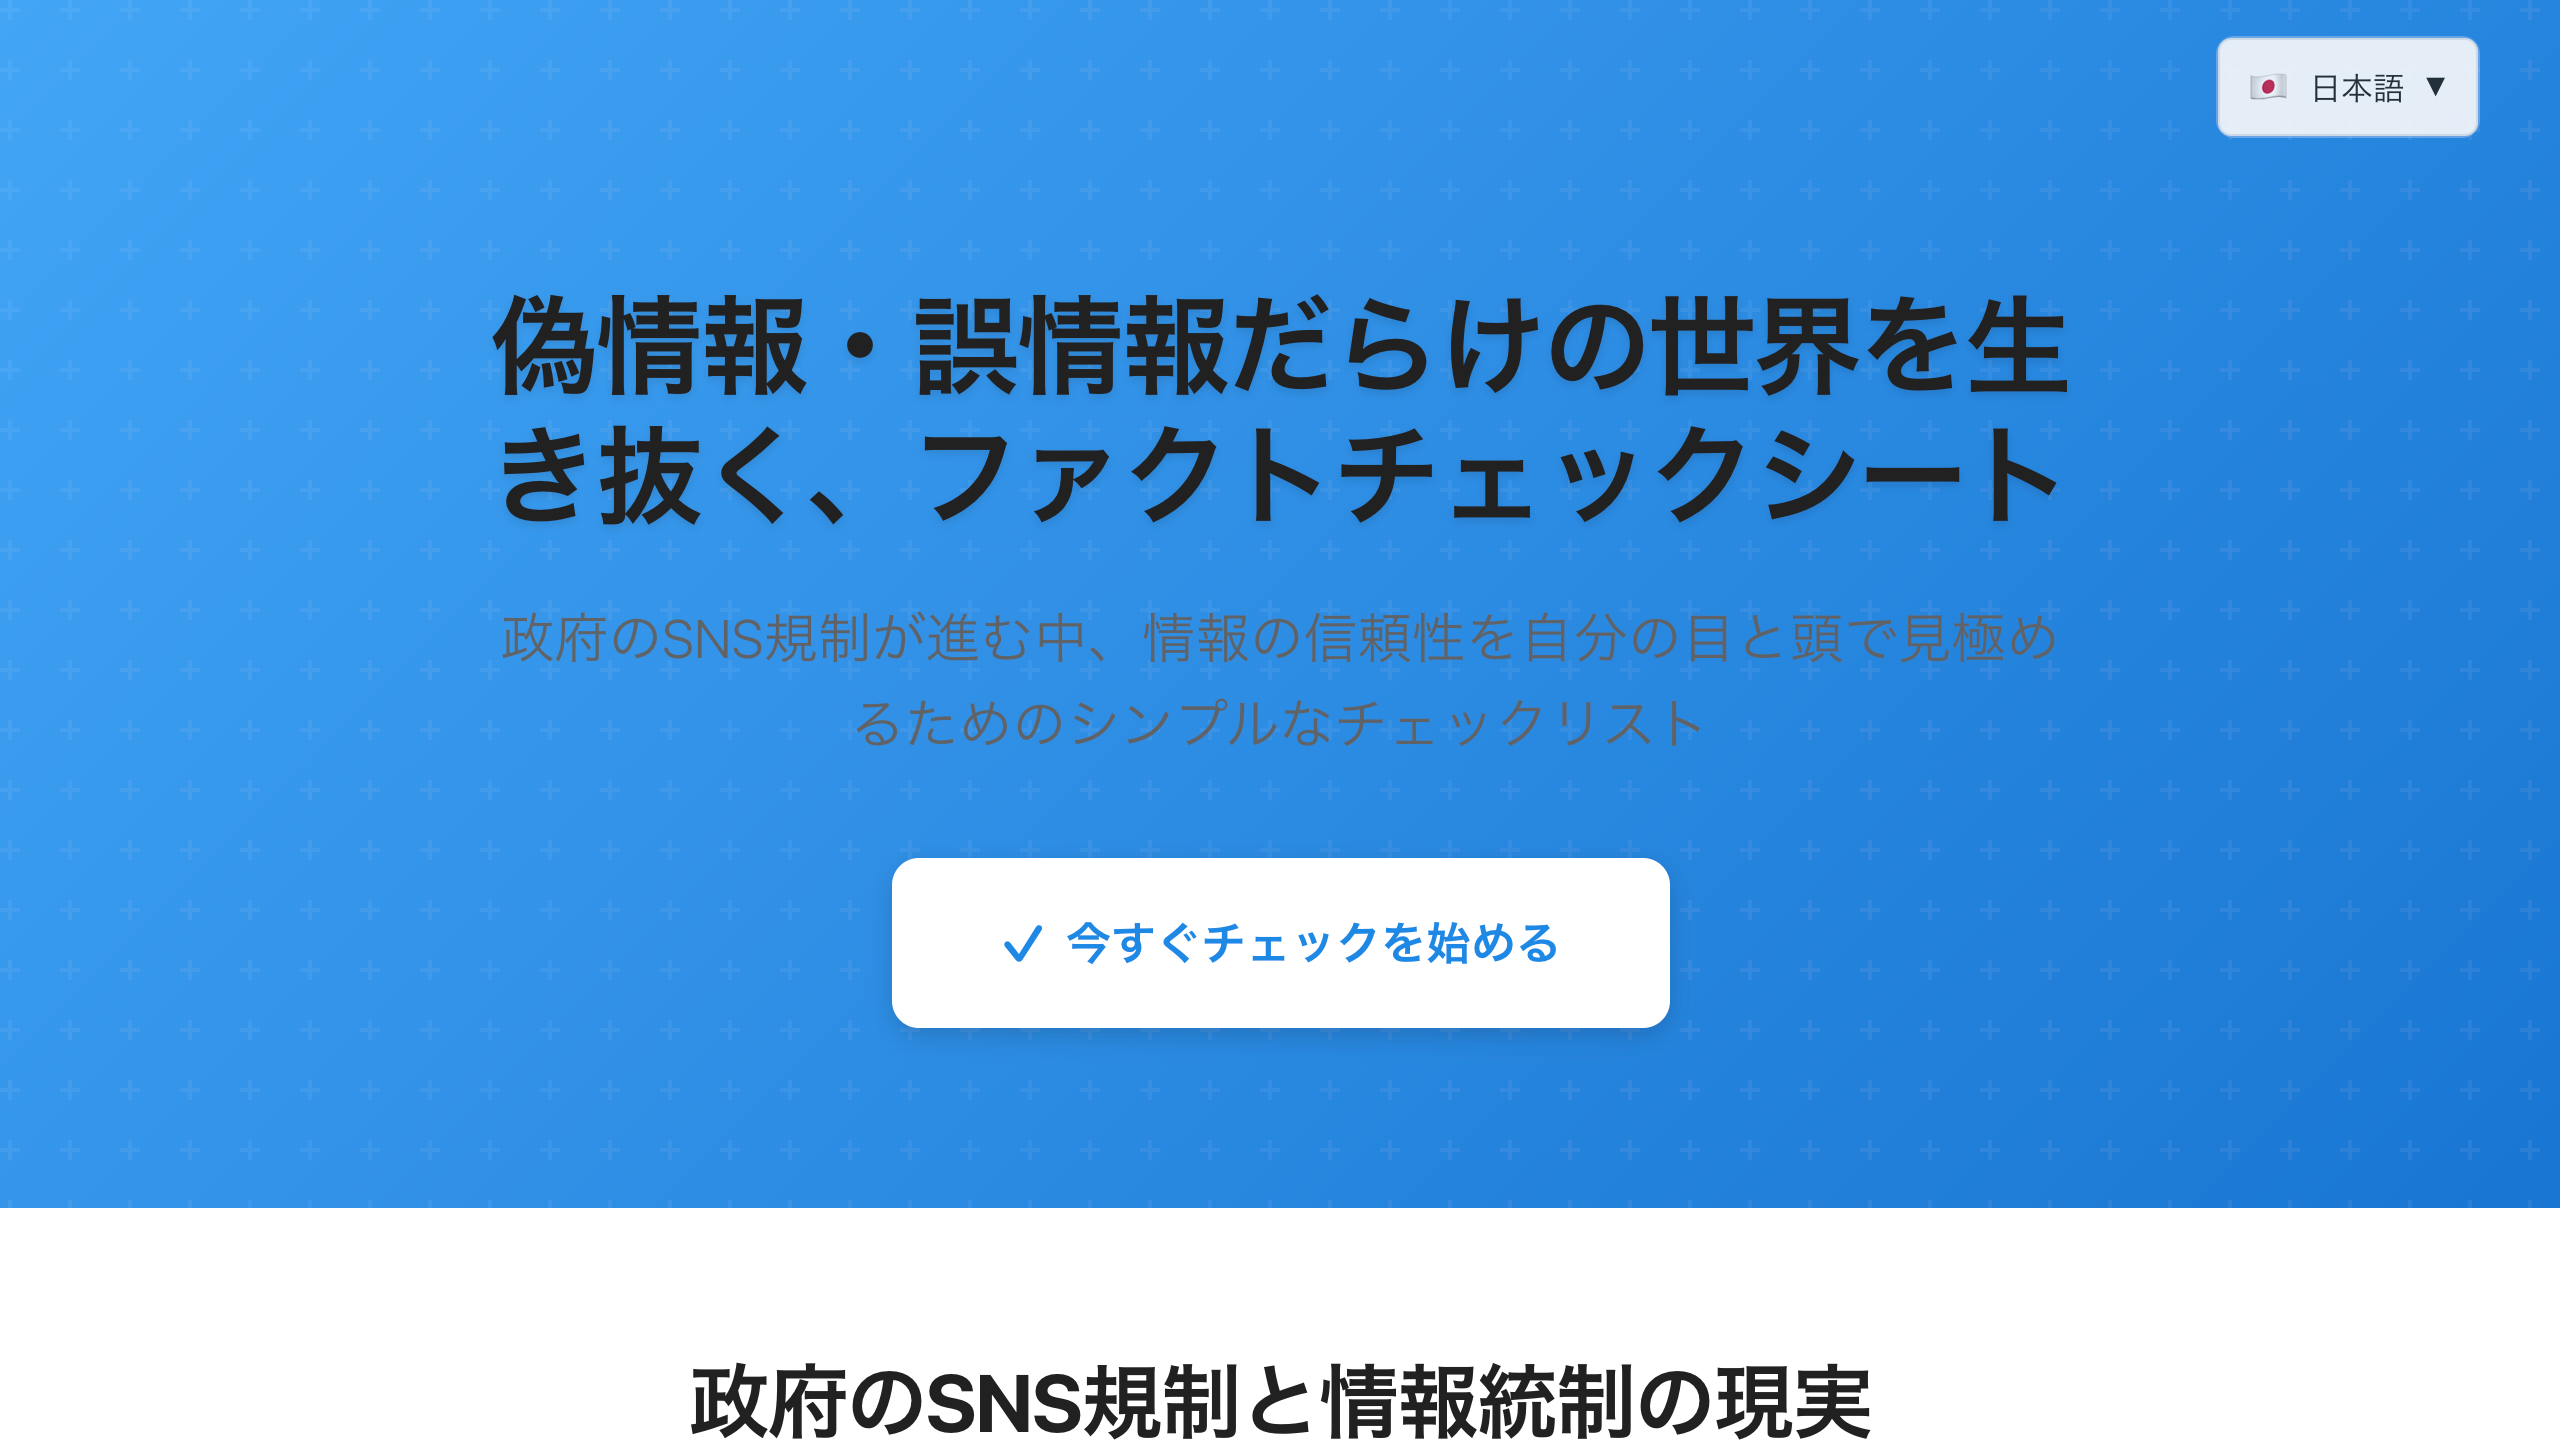 日本語 ▼
偽情報・誤情報だらけの世界を生
き抜く、ファクトチェックシート
政府のSNS規制が進む中、情報の信頼性を自分の目と頭で見極め
るためのシンプルなチェックリスト
今すぐチェックを始める
政府のSNS規制と情報統制の現実